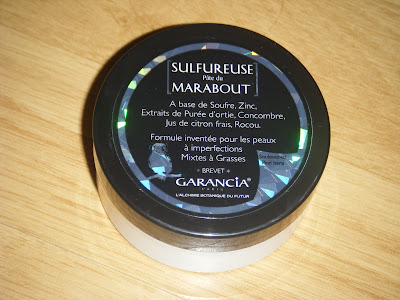 SULFUREUSE
Pâte du
MARABOUT
A base de Soufre, Zinc,
Extraits de Purée d'ortie, Concombre,
Jus de citron frais, Rocou.
Formule inventée pour les peaux
à imperfections
Mixtes à Grasses
+ BREVET +
GARANCIA
PARIS
L'ALCHIMIE BOTANIQUE DU FUTUR